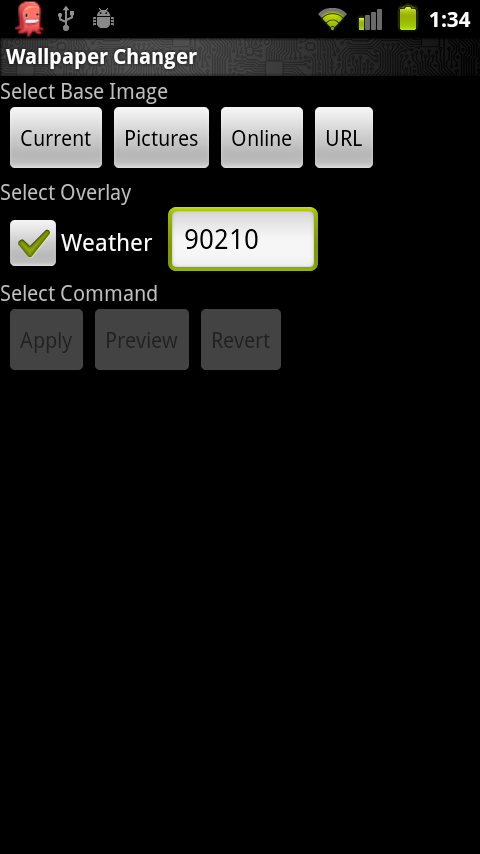 1:34
Wallpaper Changer
Select Base Image
Current Pictures Online URL
Select Overlay
Weather 90210
Select Command
Apply Preview Revert